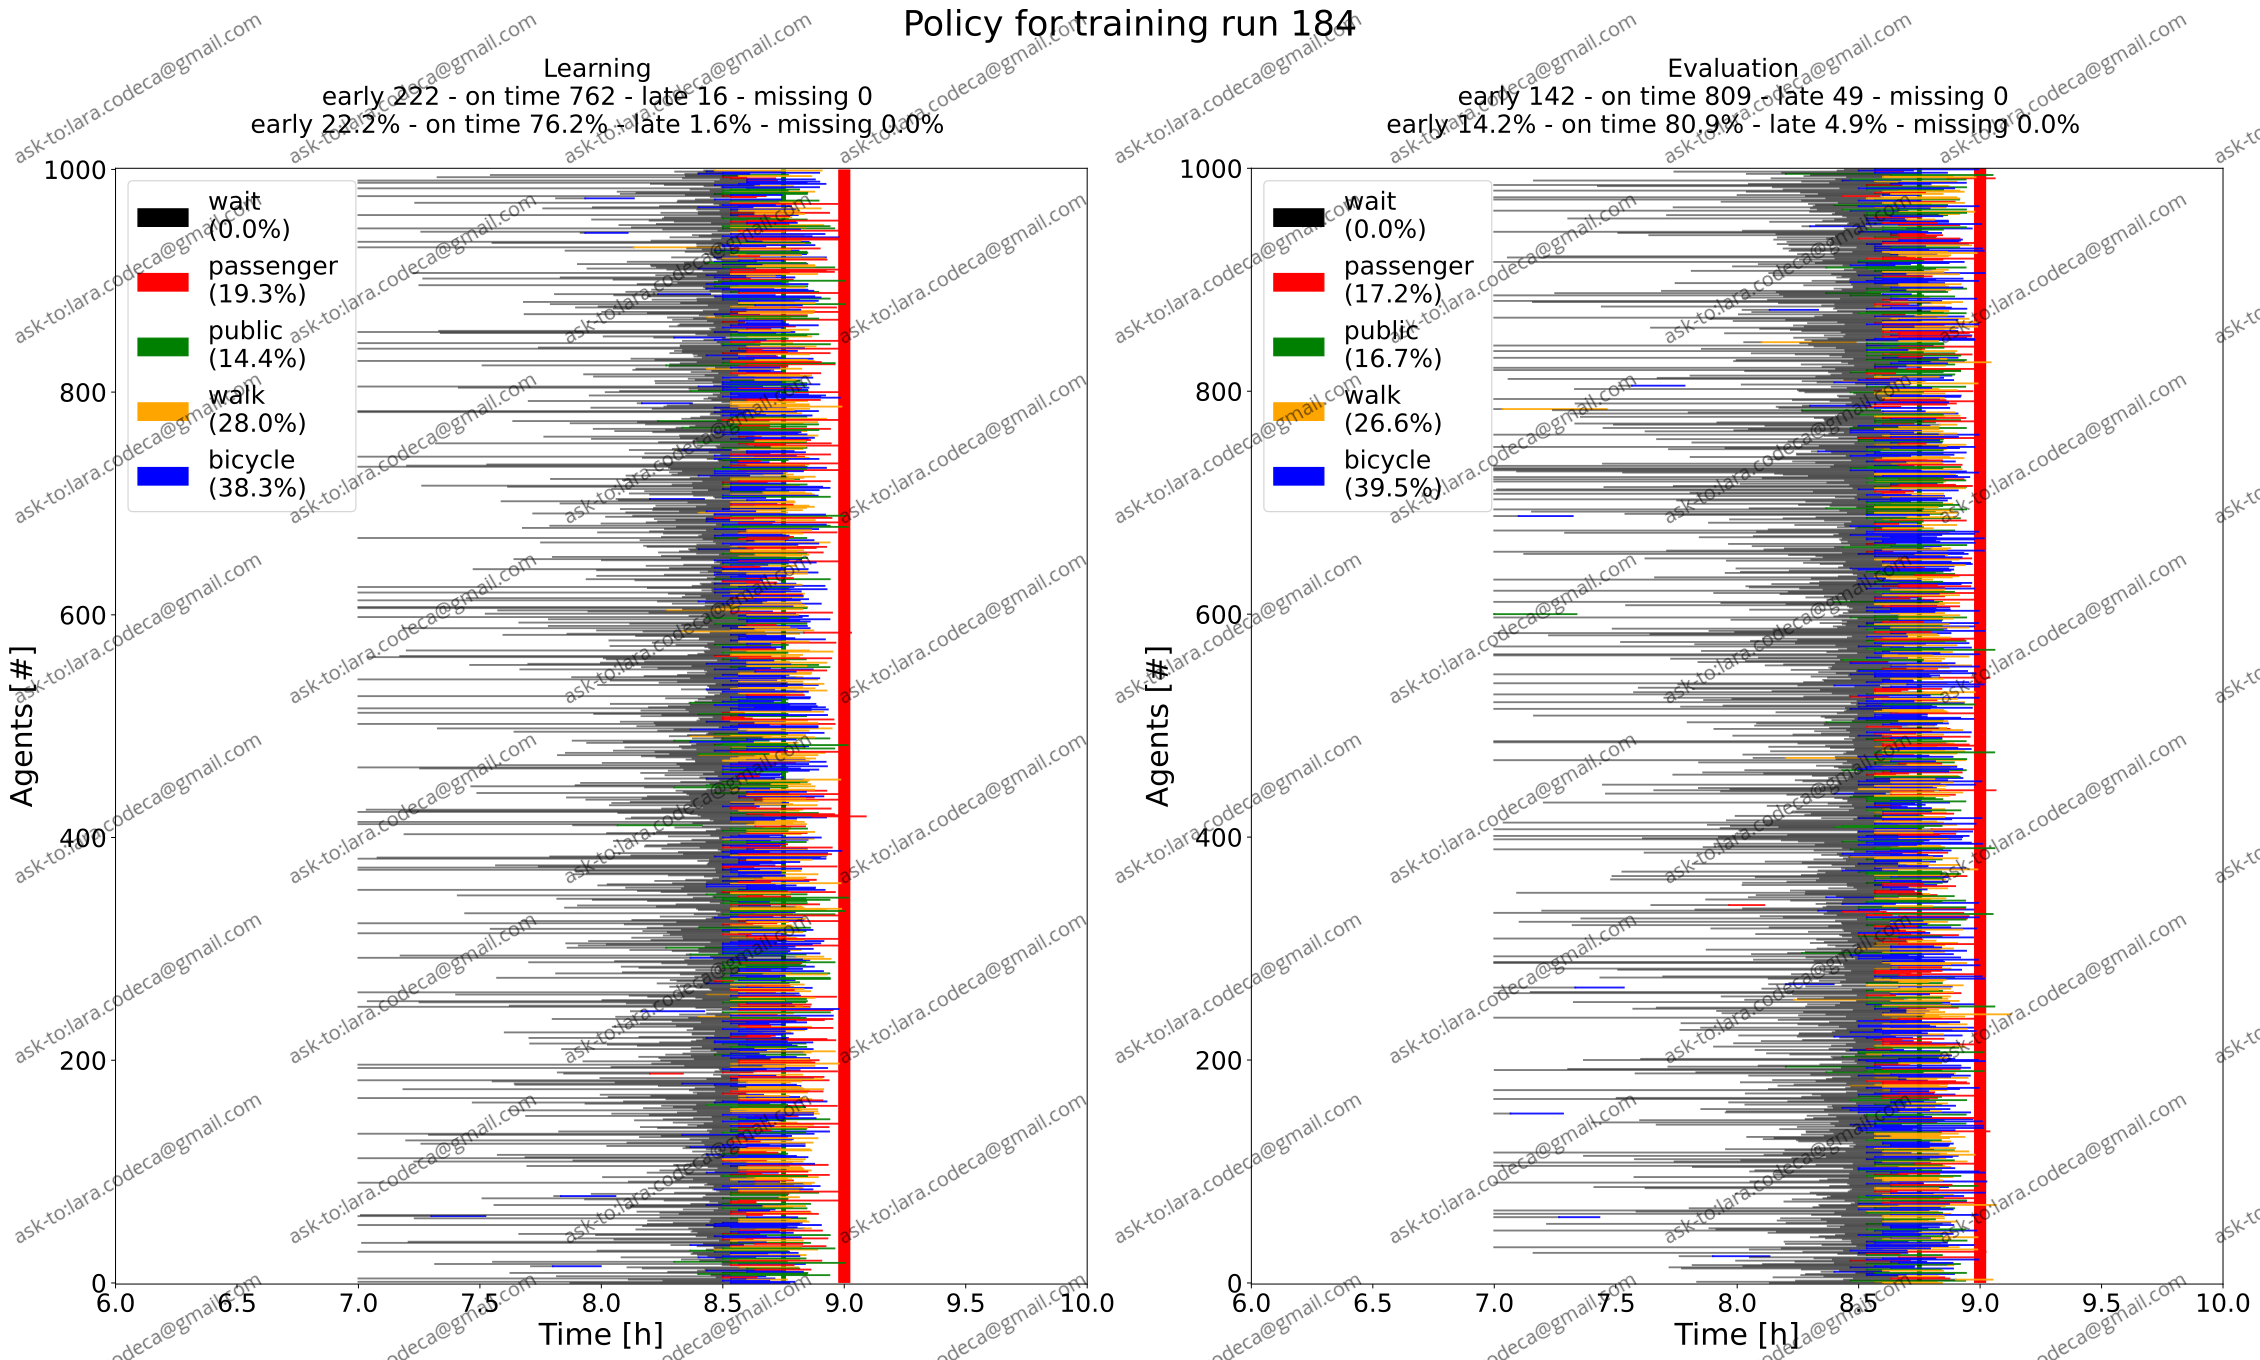 Policy for training run 184
Learning
early 222 - on time 762 - late 16 - missing 0
early 22.2% - on time 76.2% - late 1.6% - missing 0.0%
wait
(0.0%)
passenger
(19.3%)
public
(14.4%)
walk
(28.0%)
bicycle
(38.3%)
Agents [#]
1000
800
600
400
200
0
6.0 6.5 7.0 7.5 8.0 8.5 9.0 9.5 10.0
Time [h]
Evaluation
early 142 - on time 809 - late 49 - missing 0
early 14.2% - on time 80.9% - late 4.9% - missing 0.0%
wait
(0.0%)
passenger
(17.2%)
public
(16.7%)
walk
(26.6%)
bicycle
(39.5%)
Agents [#]
1000
800
600
400
200
0
6.0 6.5 7.0 7.5 8.0 8.5 9.0 9.5 10.0
Time [h]
ask-to:lara.codeca@gmail.com